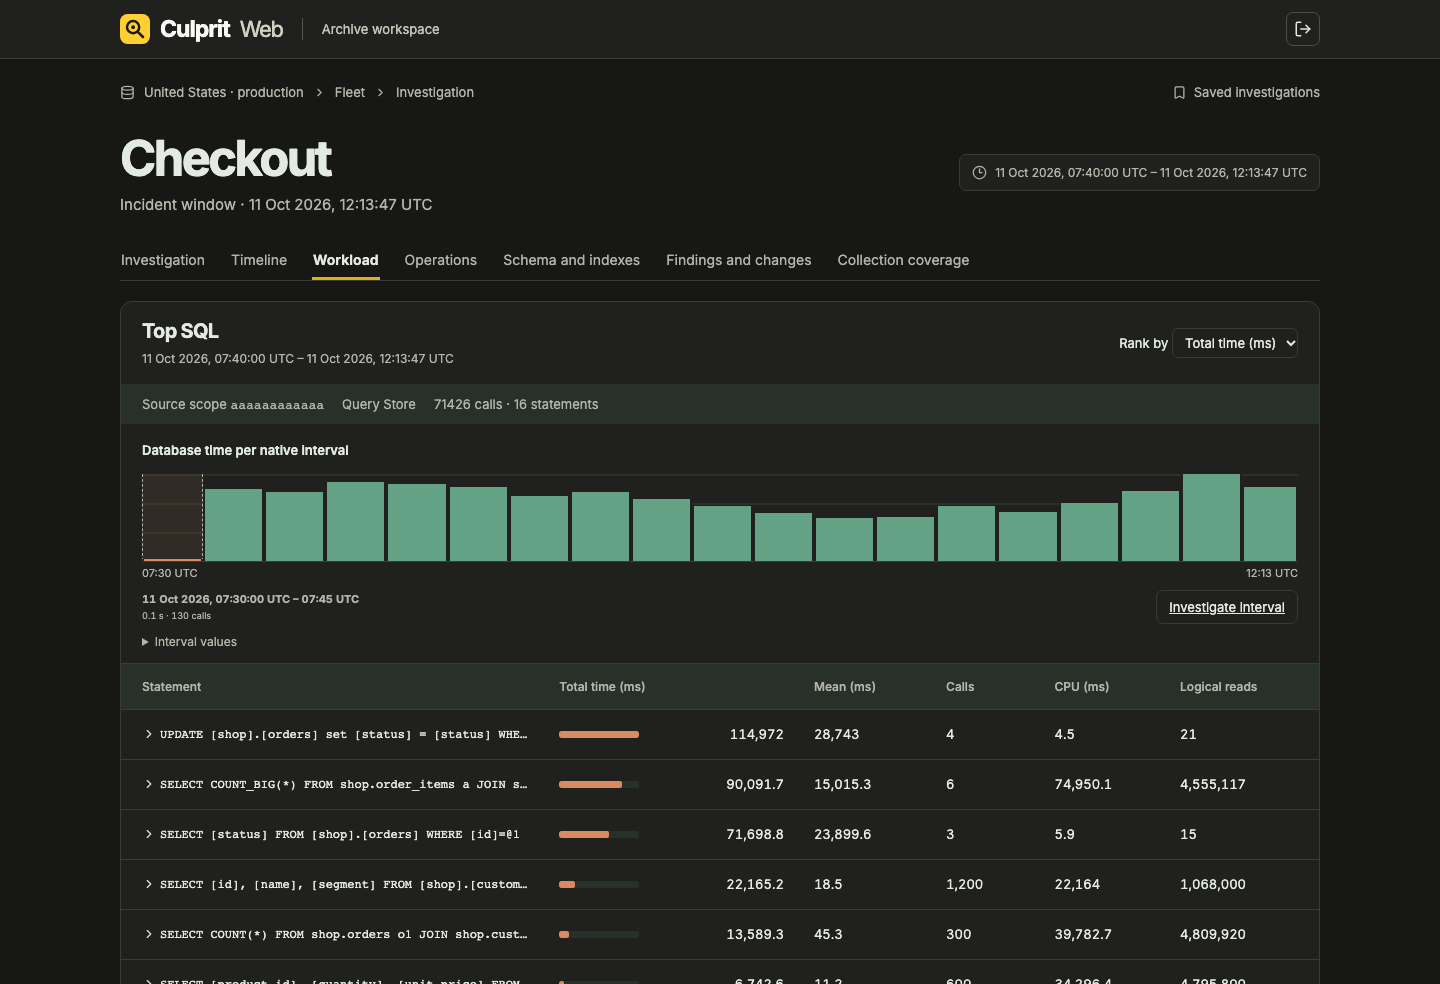 Culprit Web
Archive workspace
United States · production > Fleet > Investigation
Saved investigations
Checkout
11 Oct 2026, 07:40:00 UTC – 11 Oct 2026, 12:13:47 UTC
Incident window · 11 Oct 2026, 12:13:47 UTC
Investigation Timeline Workload Operations Schema and indexes Findings and changes Collection coverage
Top SQL
11 Oct 2026, 07:40:00 UTC – 11 Oct 2026, 12:13:47 UTC
Rank by Total time (ms)
Source scope aaaaaaaaaaaa Query Store 71426 calls · 16 statements
Database time per native interval
07:30 UTC 12:13 UTC
11 Oct 2026, 07:30:00 UTC – 07:45 UTC
0.1 s · 130 calls
Investigate interval
Interval values
Statement Total time (ms) Mean (ms) Calls CPU (ms) Logical reads
UPDATE [shop].[orders] set [status] = [status] WHE… 114,972 28,743 4 4.5 21
SELECT COUNT_BIG(*) FROM shop.order_items a JOIN s… 90,091.7 15,015.3 6 74,950.1 4,555,117
SELECT [status] FROM [shop].[orders] WHERE [id]=@1 71,698.8 23,899.6 3 5.9 15
SELECT [id], [name], [segment] FROM [shop].[custom… 22,165.2 18.5 1,200 22,164 1,068,000
SELECT COUNT(*) FROM shop.orders o1 JOIN shop.cust… 13,589.3 45.3 300 39,782.7 4,809,920
SELECT [product_id], [quantity], [unit_price] FROM… 6,742.6 11.2 600